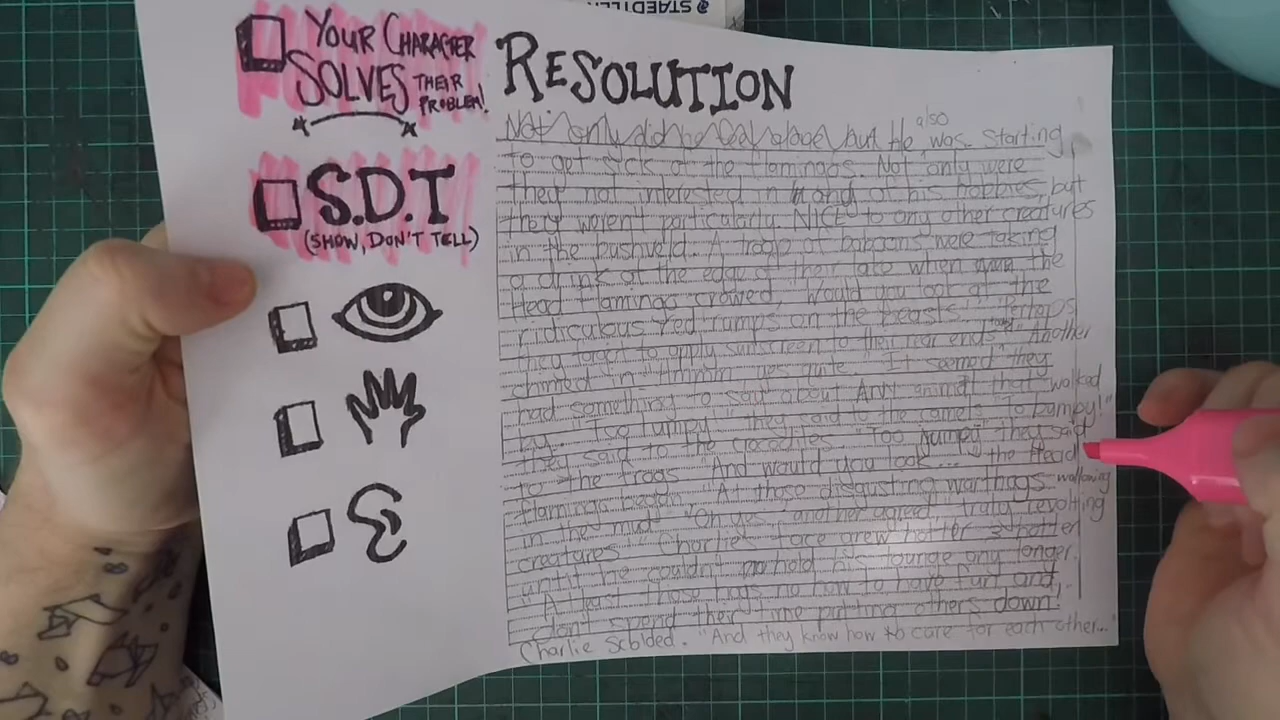 STAEDTLER
YOUR CHARACTER
SOLVES THEIR
PROBLEM!
S.D.T
(SHOW, DON'T TELL)
RESOLUTION
also
Not only did he feel alone, but He was starting
to get sick of the flamingos. Not only were
they not interested in any of his hobbies, but
they weren't particularly NICE to any other creatures
in the bushveld. A troop of baboons were taking
a drink at the edge of their lake when the
Head flamingo crowed, "Would you look at the
ridiculous red rumps on the beasts." "Perhaps
they forgot to apply sunscreen to their rear ends" Another
chimed in. Hmmm was quite. It seemed they
had something to say about ANY animal that walked
by. "Too lumpy" they said to the camels. "To bumpy!"
they said to the crocodiles. "Too jumpy" they said
to the frogs. "And would you look... the Head
Flamingo began. "At those disgusting warthogs wallowing
in the mud" "Oh yes," another agreed "truly revolting
creatures!" Charlie's face grew hotter & hotter
until he couldn't hold his tounge any longer.
"At least those hogs no how to have fun! and
don't spend their time putting others down!"
Charlie Scolded. "And they know how to care for each other..."